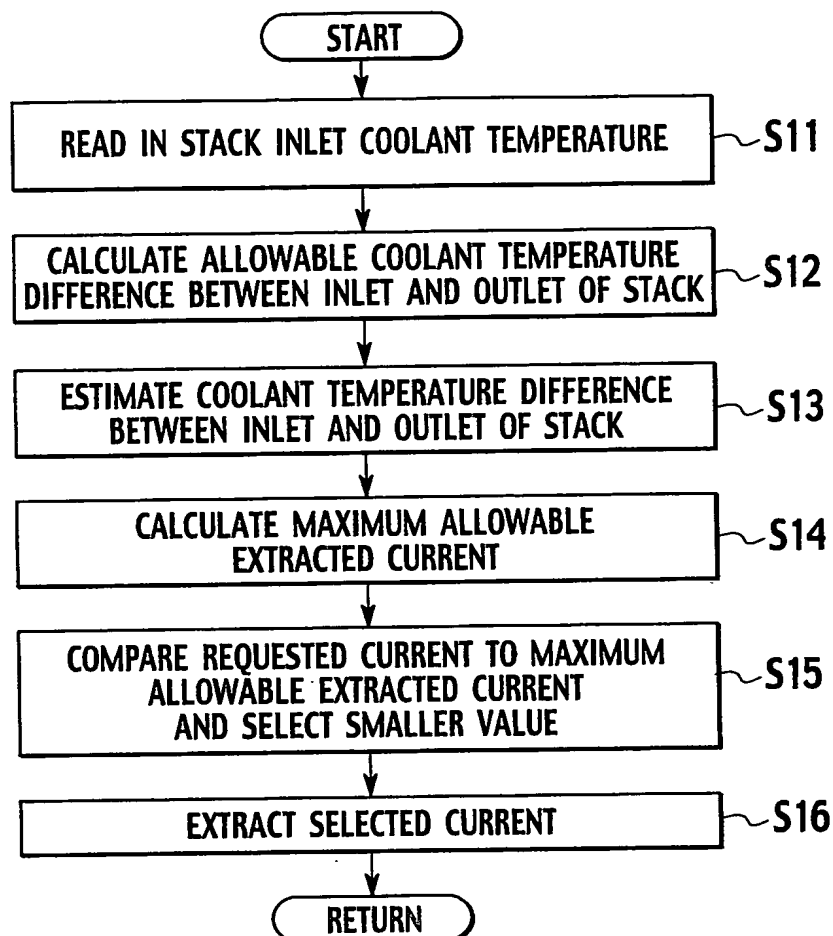 START
READ IN STACK INLET COOLANT TEMPERATURE
S11
CALCULATE ALLOWABLE COOLANT TEMPERATURE
DIFFERENCE BETWEEN INLET AND OUTLET OF STACK
S12
ESTIMATE COOLANT TEMPERATURE DIFFERENCE
BETWEEN INLET AND OUTLET OF STACK
S13
CALCULATE MAXIMUM ALLOWABLE
EXTRACTED CURRENT
S14
COMPARE REQUESTED CURRENT TO MAXIMUM
ALLOWABLE EXTRACTED CURRENT
AND SELECT SMALLER VALUE
S15
EXTRACT SELECTED CURRENT
S16
RETURN